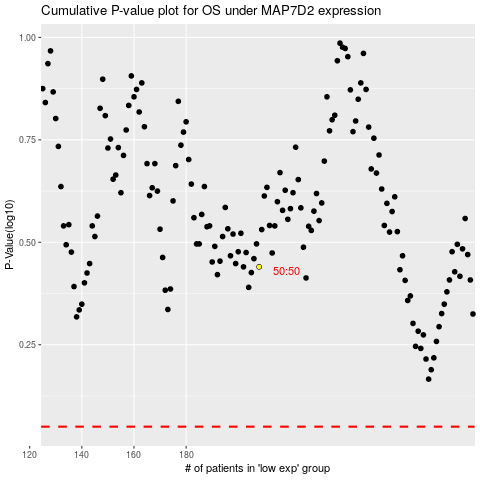 Cumulative P-value plot for OS under MAP7D2 expression
P-Value(log10)
1.00
0.75
0.50
0.25
50:50
120 140 160 180
# of patients in 'low exp' group